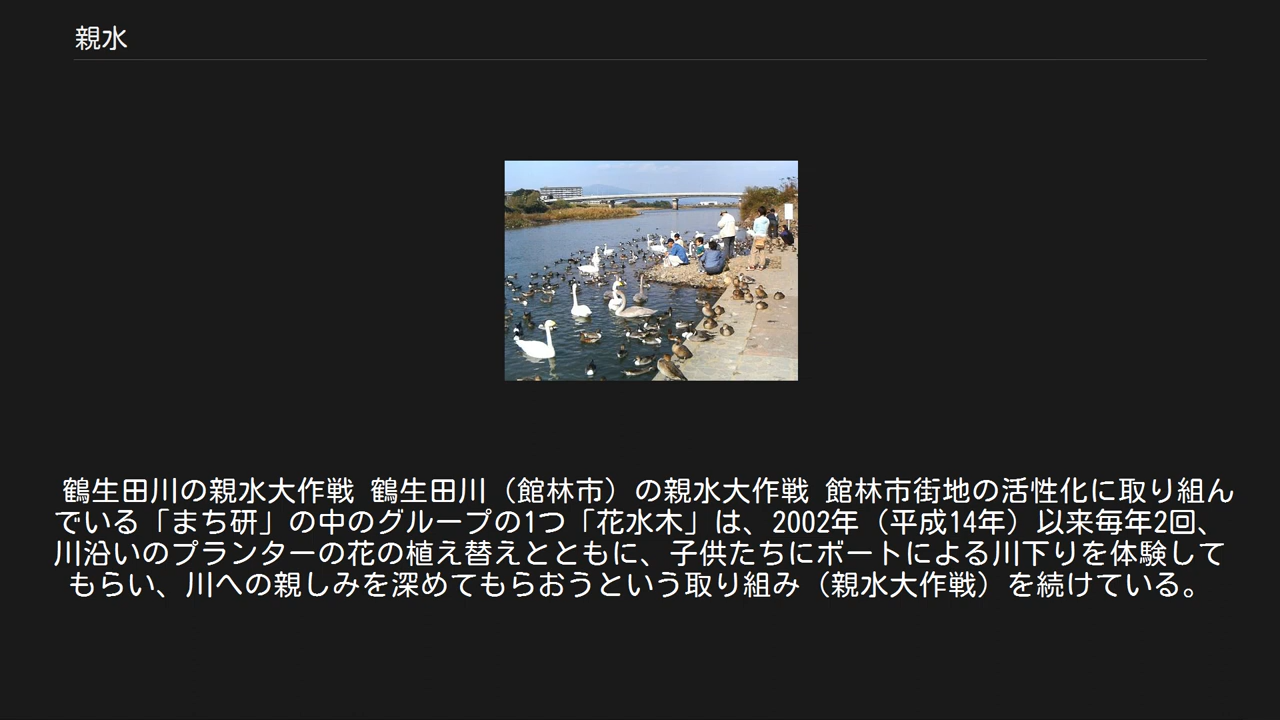 親水
鶴生田川の親水大作戦 鶴生田川（館林市）の親水大作戦 館林市街地の活性化に取り組ん
でいる「まち研」の中のグループの1つ「花水木」は、2002年（平成14年）以来毎年2回、
川沿いのプランターの花の植え替えとともに、子供たちにボートによる川下りを体験して
もらい、川への親しみを深めてもらおうという取り組み（親水大作戦）を続けている。